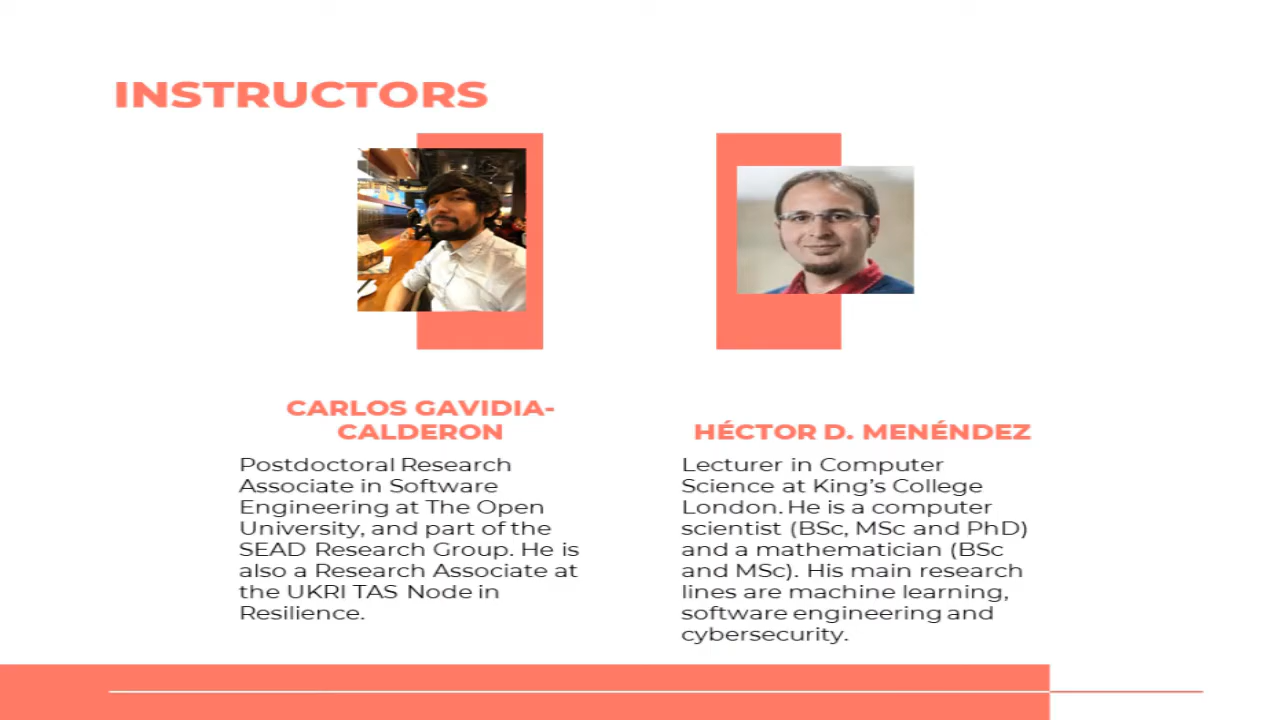 INSTRUCTORS
CARLOS GAVIDIA-
CALDERON
Postdoctoral Research
Associate in Software
Engineering at The Open
University, and part of the
SEAD Research Group. He is
also a Research Associate at
the UKRI TAS Node in
Resilience.
HÉCTOR D. MENÉNDEZ
Lecturer in Computer
Science at King’s College
London. He is a computer
scientist (BSc, MSc and PhD)
and a mathematician (BSc
and MSc). His main research
lines are machine learning,
software engineering and
cybersecurity.